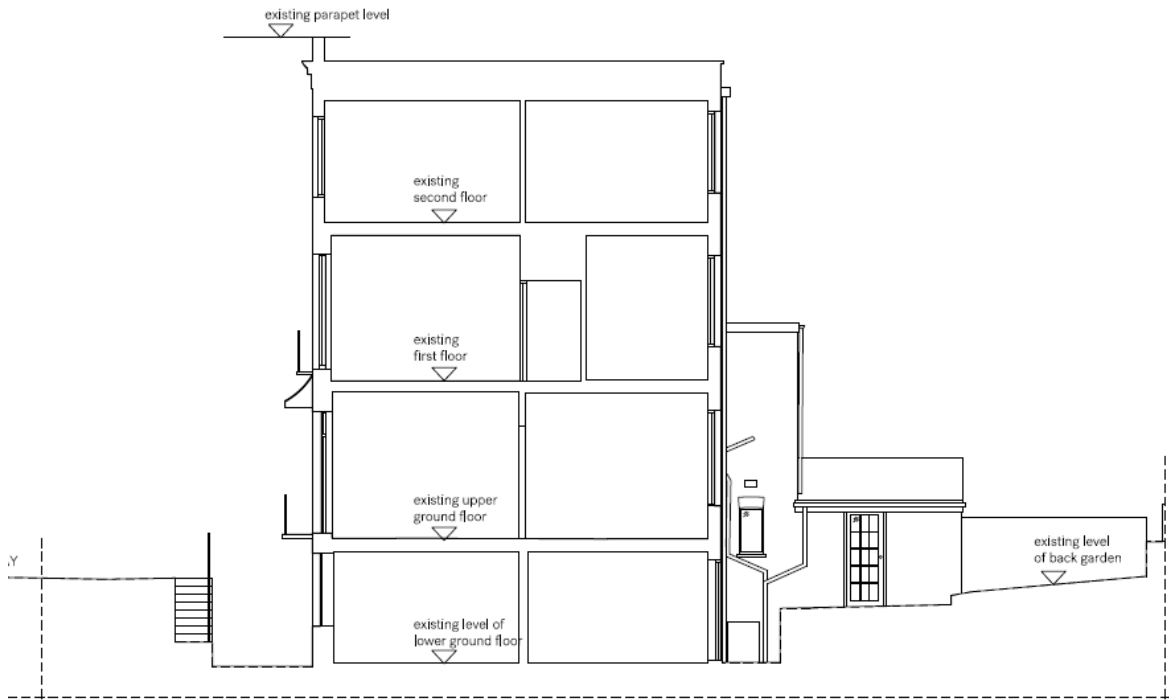 existing parapet level
existing
second floor
existing
first floor
existing upper
ground floor
existing level
of back garden
existing level of
lower ground floor